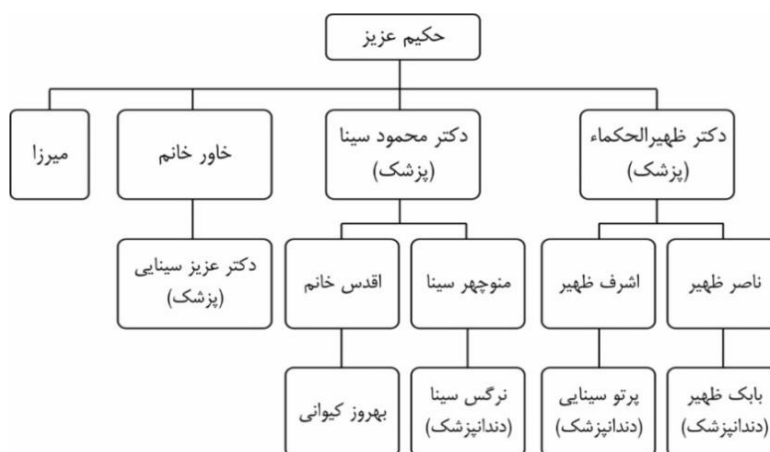 حکیم عزیز
دکتر ظهیرالحکماء
(پزشک)
دکتر محمود سینا
(پزشک)
خاور خانم
میرزا
ناصر ظهیر
اشرف ظهیر
منوچهر سینا
اقدس خانم
دکتر عزیز سینایی
(پزشک)
بابک ظهیر
(دندانپزشک)
پرتو سینایی
(دندانپزشک)
نرگس سینا
(دندانپزشک)
بهروز کیوانی